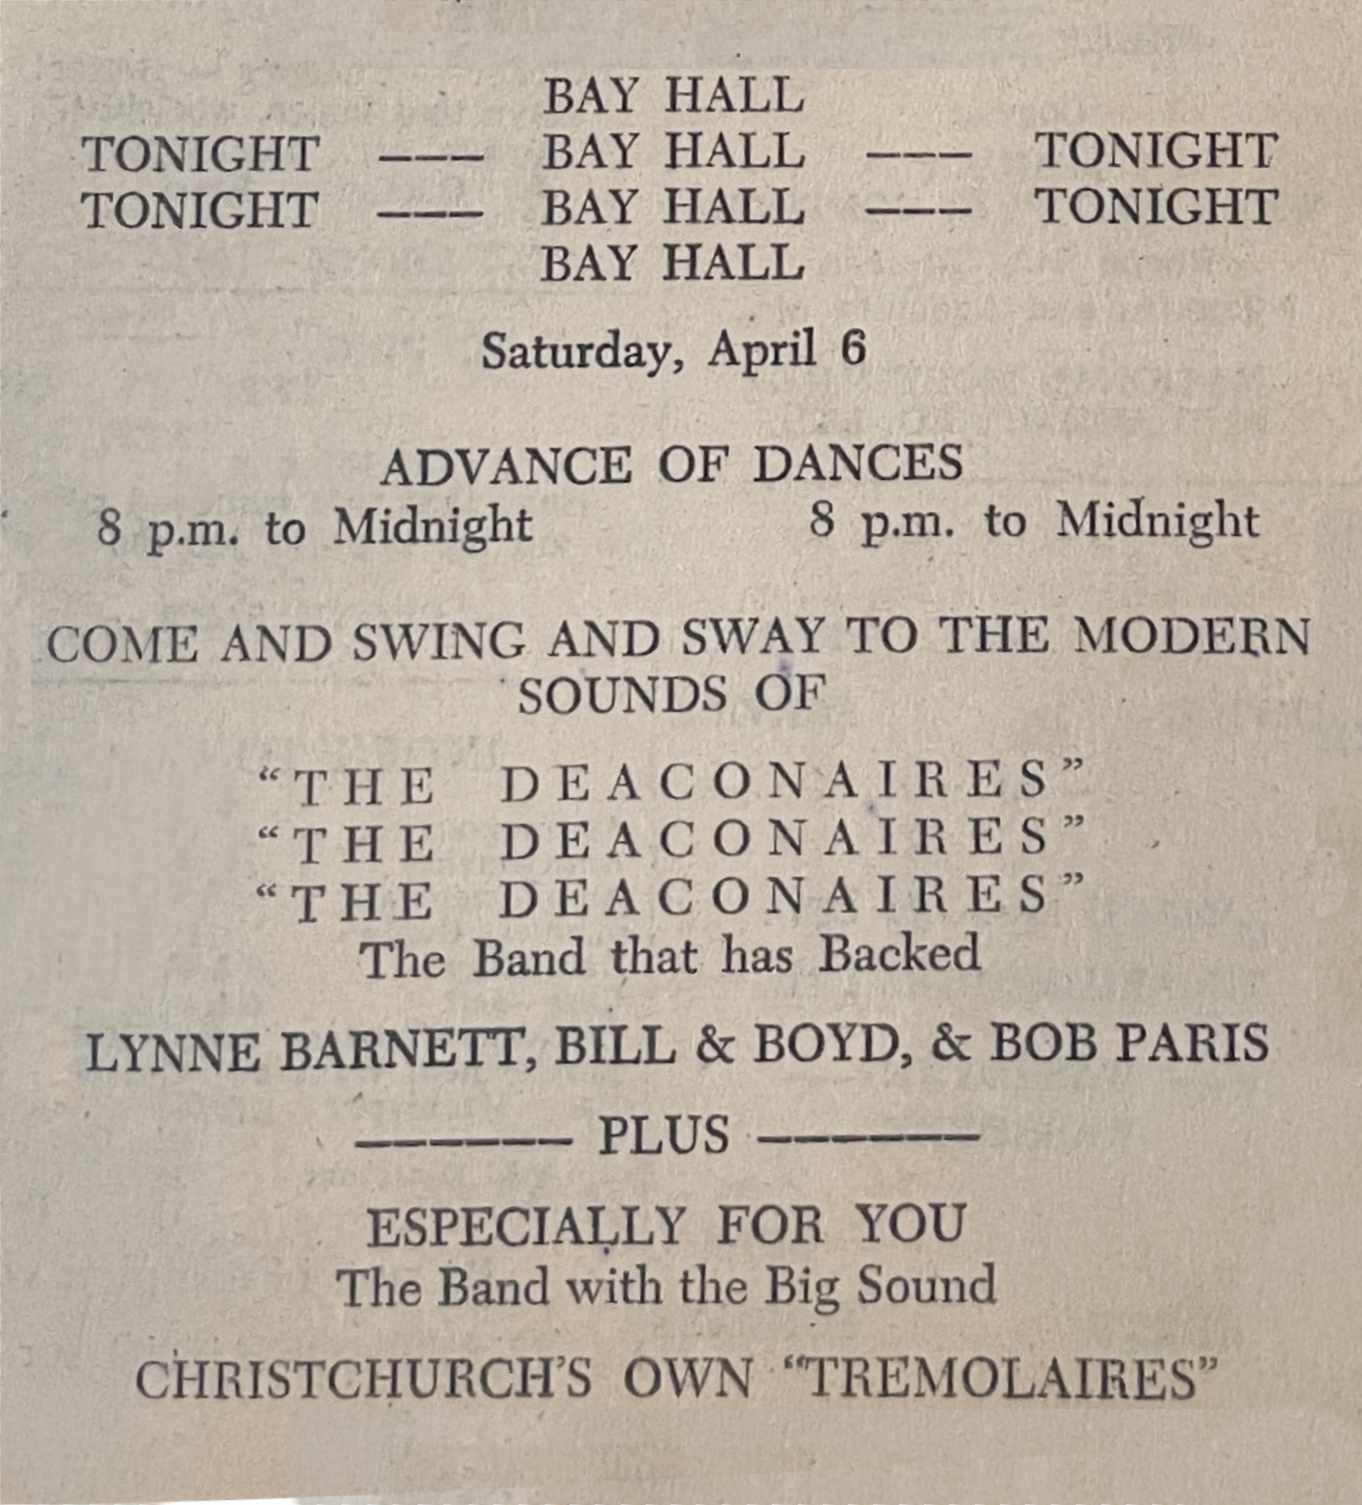 BAY HALL
TONIGHT ––– BAY HALL ––– TONIGHT
TONIGHT ––– BAY HALL ––– TONIGHT
BAY HALL
Saturday, April 6
ADVANCE OF DANCES
8 p.m. to Midnight 8 p.m. to Midnight
COME AND SWING AND SWAY TO THE MODERN
SOUNDS OF
“THE DEACONAIRES”
“THE DEACONAIRES”
“THE DEACONAIRES”
The Band that has Backed
LYNNE BARNETT, BILL & BOYD, & BOB PARIS
–––––– PLUS ––––––
ESPECIALLY FOR YOU
The Band with the Big Sound
CHRISTCHURCH’S OWN “TREMOLAIRES”